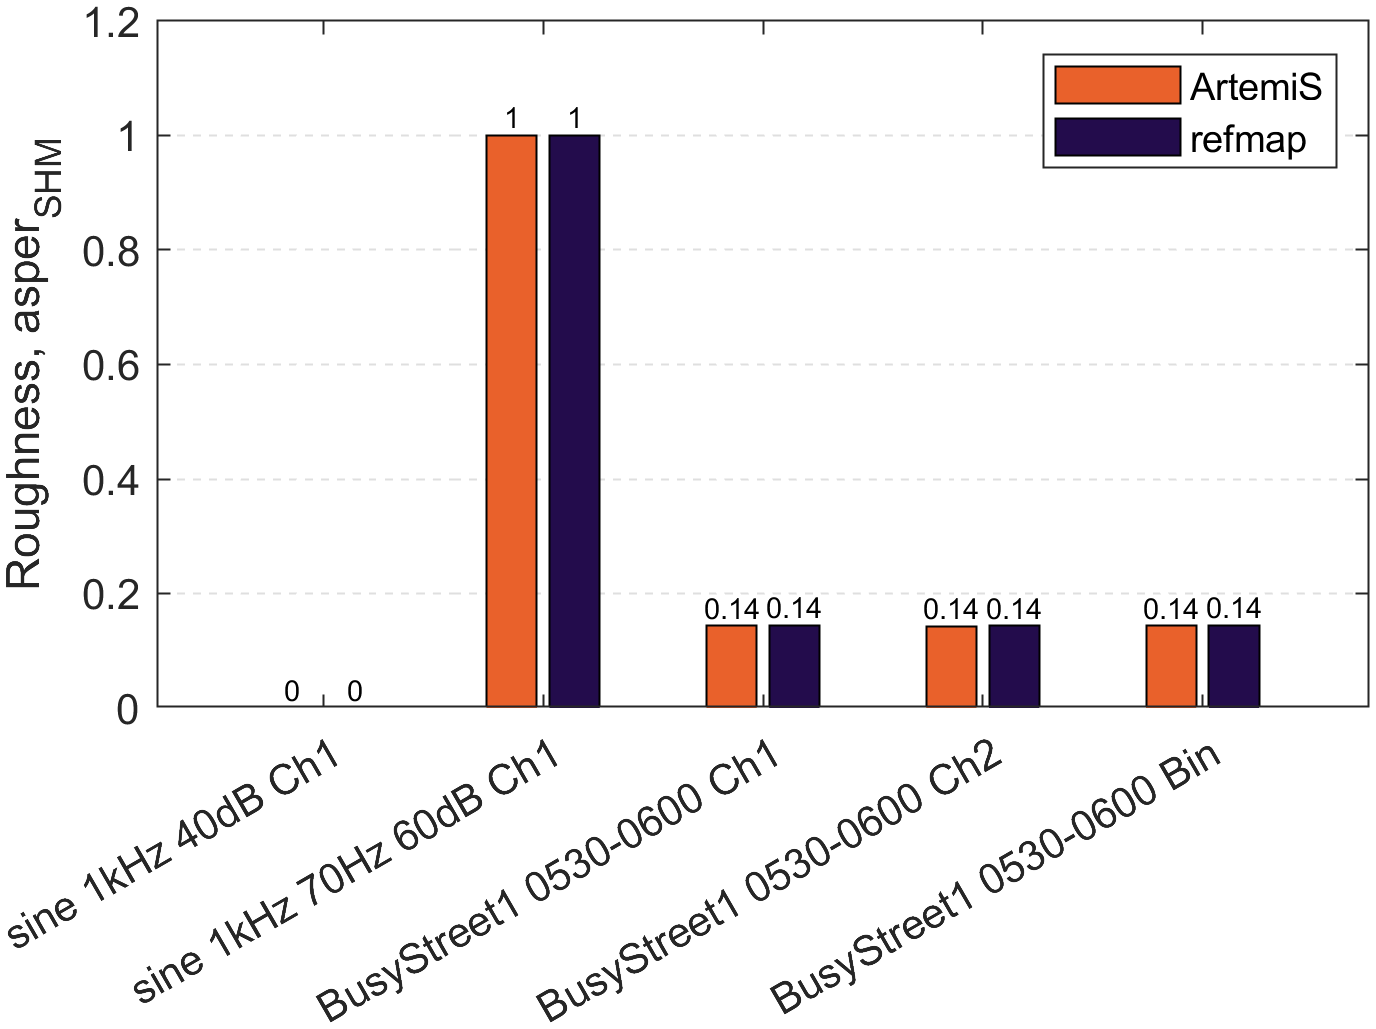 1.2
1
0.8
0.6
0.4
0.2
0
Roughness, asper_SHM
ArtemiS
refmap
0 0
1 1
0.14 0.14
0.14 0.14
0.14 0.14
sine 1kHz 40dB Ch1
sine 1kHz 70Hz 60dB Ch1
BusyStreet1 0530-0600 Ch1
BusyStreet1 0530-0600 Ch2
BusyStreet1 0530-0600 Bin